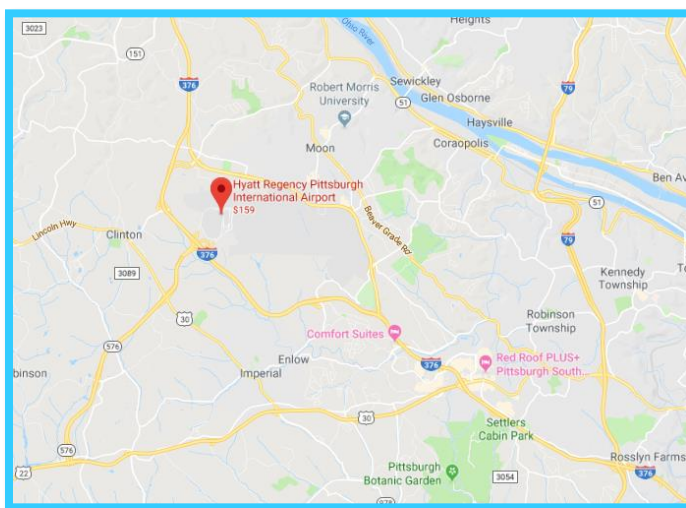 Heights
3023
Ohio River
151
376
Sewickley
79
Robert Morris
University
51
Glen Osborne
Haysville
Moon
Coraopolis
Ben Av
Hyatt Regency Pittsburgh
International Airport
$159
51
Beaver Grade Rd
Lincoln Hwy
Clinton
376
79
3089
Kennedy
Township
To
30
Robinson
Township
Comfort Suites
576
Enlow
Red Roof PLUS+
Pittsburgh South...
376
binson
Imperial
30
Settlers
Cabin Park
576
22
Pittsburgh
Botanic Garden
3054
Rosslyn Farms
376